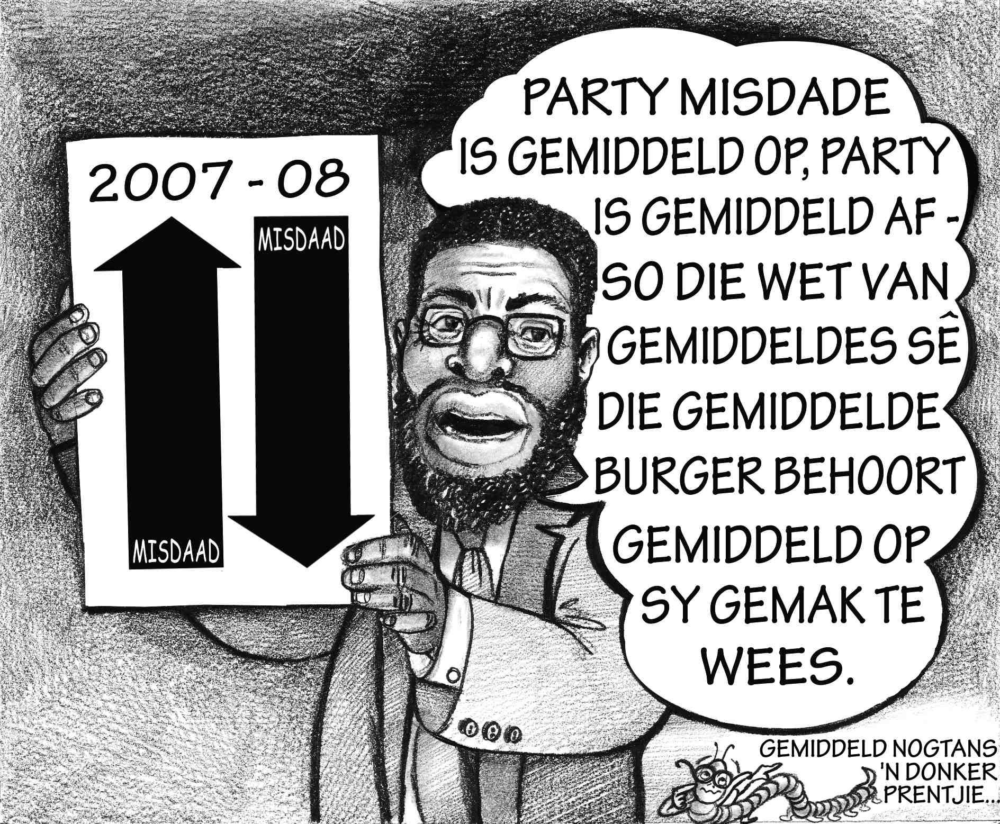 2007 - 08
MISDAAD
MISDAAD
PARTY MISDADE
IS GEMIDDELD OP, PARTY
IS GEMIDDELD AF -
SO DIE WET VAN
GEMIDDELDES SÊ
DIE GEMIDDELDE
BURGER BEHOORT
GEMIDDELD OP
SY GEMAK TE
WEES.
GEMIDDELD NOGTANS
'N DONKER
PRENTJIE...